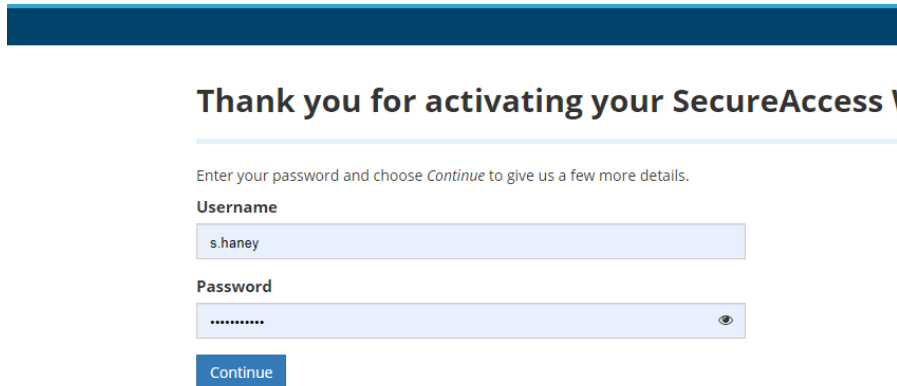 Thank you for activating your SecureAccess
Enter your password and choose Continue to give us a few more details.
Username
s.haney
Password
•••••••••••
Continue